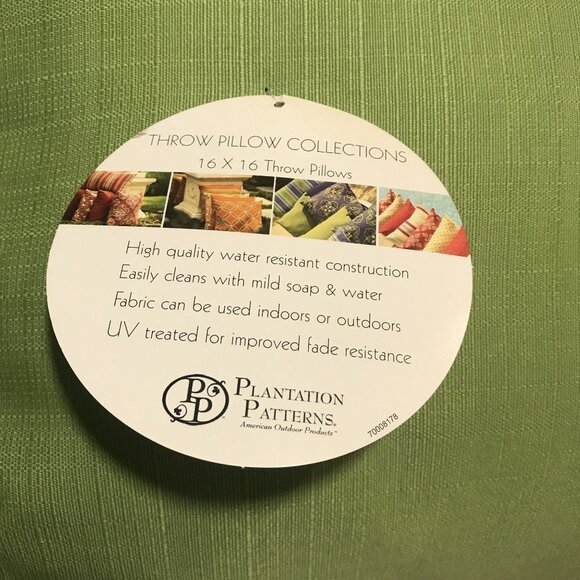 THROW PILLOW COLLECTIONS
16 X 16 Throw Pillows
High quality water resistant construction
Easily cleans with mild soap & water
Fabric can be used indoors or outdoors
UV treated for improved fade resistance
PP
PLANTATION
PATTERNS.
American Outdoor Products™
70008178